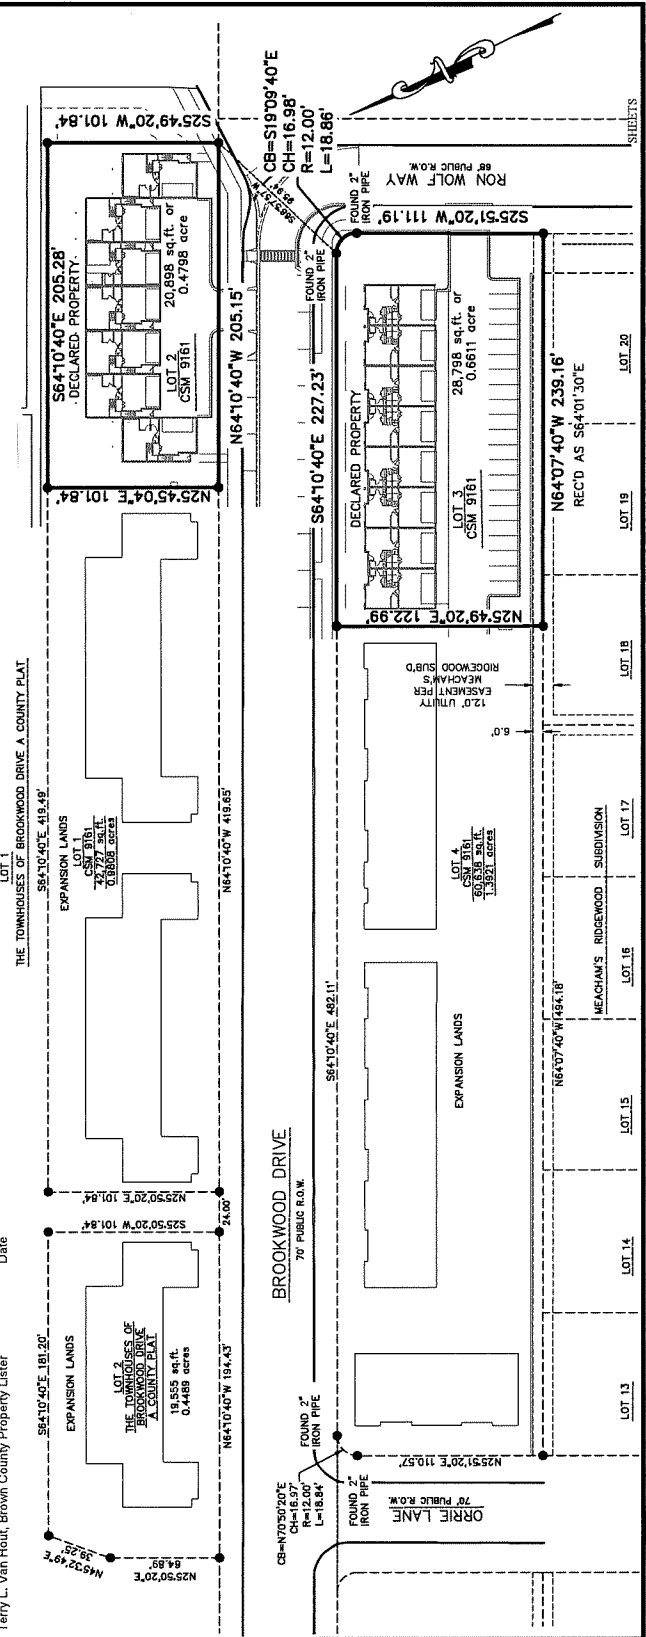 SHEETS
S25°49'20"W 101.84'
CB=S19°09'40"E
CH=16.98'
R=12.00'
L=18.86'
RON WOLF WAY
68' PUBLIC R.O.W.
95.94'
FOUND 2"
IRON PIPE
S25°51'20"W 111.19'
S64°10'40"E 205.28'
DECLARED PROPERTY
20,898 sq.ft. or
0.4798 acre
LOT 2
CSM 9161
N64°10'40"W 205.15'
N25°45'04"E 101.84'
FOUND 2"
IRON PIPE
S64°10'40"E 227.23'
DECLARED PROPERTY
28,798 sq.ft. or
0.6611 acre
LOT 3
CSM 9161
N64°07'40"W 239.16'
REC'D AS S64°01'30"E
N25°49'20"E 122.99'
LOT 20
LOT 19
LOT 18
LOT 1
THE TOWNHOUSES OF BROOKWOOD DRIVE A COUNTY PLAT
S64°10'40"E 419.49'
EXPANSION LANDS
LOT 1
CSM 9161
42,727 sq.ft.
0.9808 acres
N64°10'40"W 419.65'
12.0' UTILITY
EASEMENT PER
MEACHAM'S
RIDGEWOOD SUB'D
6.0'
LOT 4
CSM 9161
60,638 sq.ft.
1.3921 acres
S64°10'40"E 482.11'
EXPANSION LANDS
N64°07'40"W 494.18'
MEACHAM'S RIDGEWOOD SUBDIVISION
LOT 17
LOT 16
LOT 15
LOT 14
LOT 13
N25°50'20"E 101.84'
24.00'
S25°50'20"W 101.84'
BROOKWOOD DRIVE
70' PUBLIC R.O.W.
S64°10'40"E 181.20'
EXPANSION LANDS
LOT 2
THE TOWNHOUSES OF
BROOKWOOD DRIVE
A COUNTY PLAT
19,555 sq.ft.
0.4489 acres
N64°10'40"W 194.43'
N45°32'49"E
39.25'
N25°50'20"E
64.89'
FOUND 2"
IRON PIPE
CB=N70°50'20"E
CH=16.97'
R=12.00'
L=18.84'
FOUND 2"
IRON PIPE
N25°51'20"E 110.57'
ORRIE LANE
70' PUBLIC R.O.W.
Terry L. Van Hout, Brown County Property Lister
Date